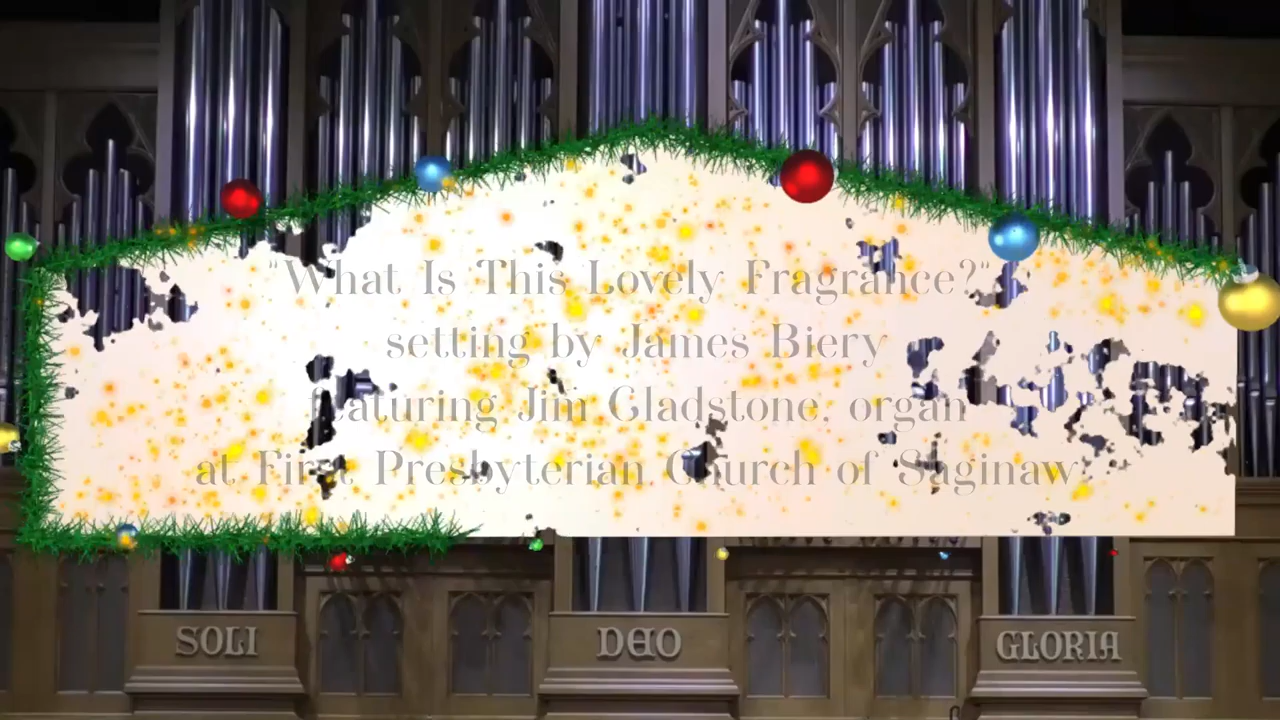 "What Is This Lovely Fragrance?"
setting by James Biery
featuring Jim Gladstone, organ
at First Presbyterian Church of Saginaw
SOLI DEO GLORIA